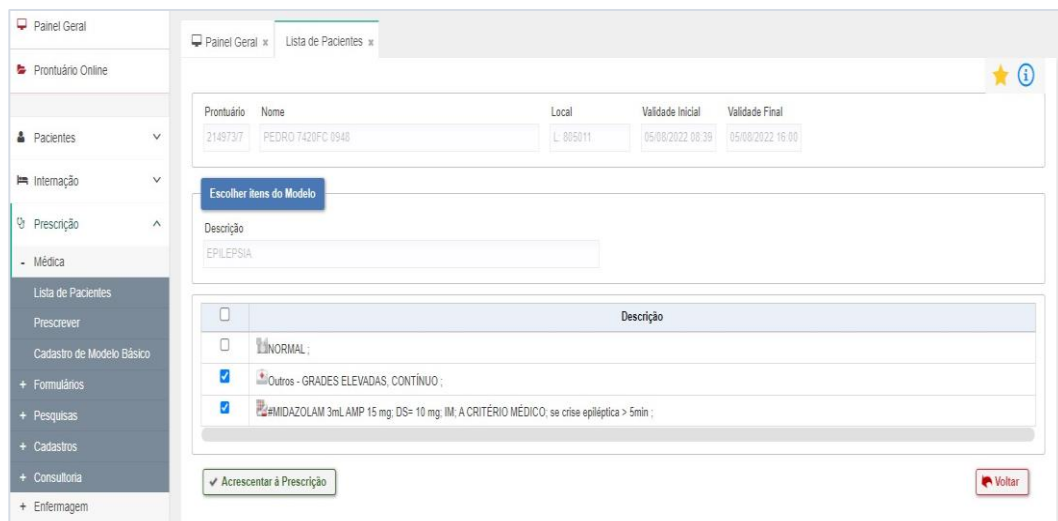 Painel Geral
Prontuário Online
Pacientes
Internação
Prescrição
- Médica
Lista de Pacientes
Prescrever
Cadastro de Modelo Básico
+ Formulários
+ Pesquisas
+ Cadastros
+ Consultoria
+ Enfermagem
Painel Geral x Lista de Pacientes x
Prontuário Nome Local Validade Inicial Validade Final
214973/7 PEDRO 7420FC 0948 L: 805011 05/08/2022 08:39 05/08/2022 16:00
Escolher itens do Modelo
Descrição
EPILEPSIA
Descrição
NORMAL ;
Outros - GRADES ELEVADAS, CONTÍNUO ;
#MIDAZOLAM 3mL AMP 15 mg; DS= 10 mg; IM; A CRITÉRIO MÉDICO; se crise epiléptica > 5min ;
Acrescentar á Prescrição Voltar